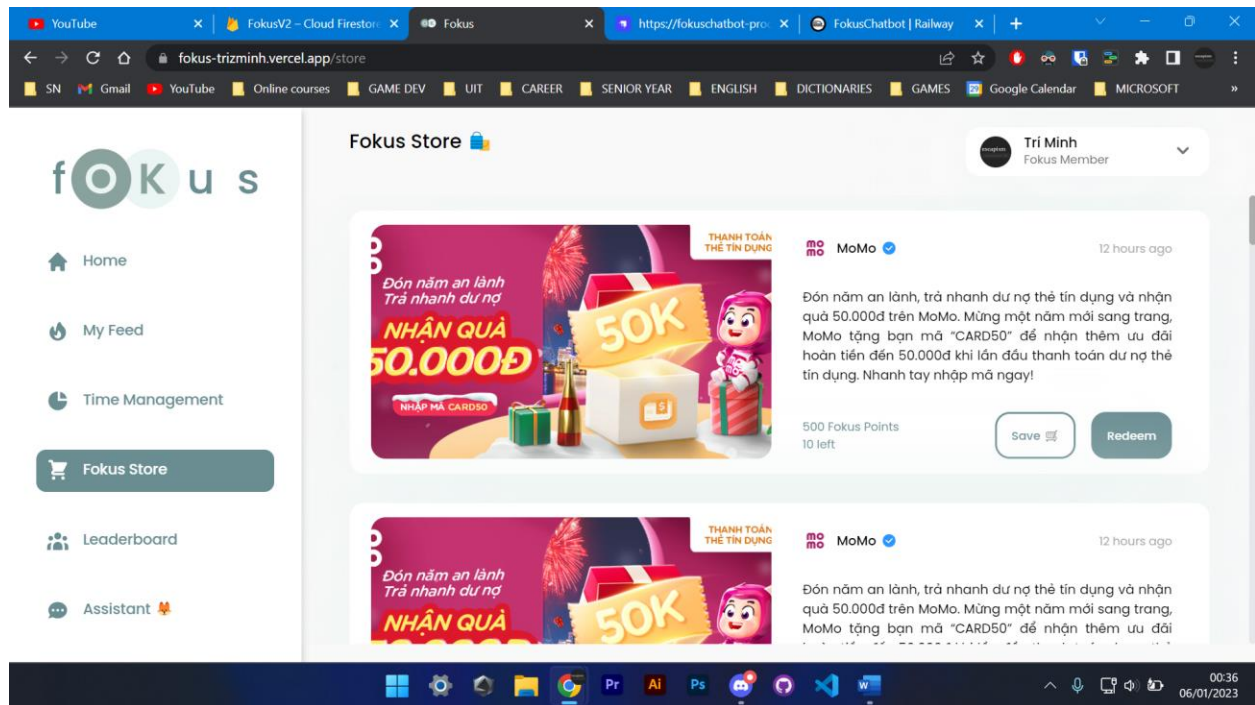 YouTube
FokusV2 – Cloud Firestore
Fokus
https://fokuschatbot-pro
FokusChatbot | Railway
fokus-trizminh.vercel.app/store
SN
Gmail
YouTube
Online courses
GAME DEV
UIT
CAREER
SENIOR YEAR
ENGLISH
DICTIONARIES
GAMES
Google Calendar
MICROSOFT
»
fOKus
Home
My Feed
Time Management
Fokus Store
Leaderboard
Assistant
Fokus Store
Trí Minh
Fokus Member
THANH TOÁN
THẺ TÍN DỤNG
Đón năm an lành
Trả nhanh dư nợ
NHẬN QUÀ
50.000Đ
NHẬP MÃ CARD50
50K
mo
mo
MoMo
12 hours ago
Đón năm an lành, trả nhanh dư nợ thẻ tín dụng và nhận
quà 50.000đ trên MoMo. Mừng một năm mới sang trang,
MoMo tặng bạn mã “CARD50” để nhận thêm ưu đãi
hoàn tiền đến 50.000đ khi lần đầu thanh toán dư nợ thẻ
tín dụng. Nhanh tay nhập mã ngay!
500 Fokus Points
10 left
Save
Redeem
THANH TOÁN
THẺ TÍN DỤNG
Đón năm an lành
Trả nhanh dư nợ
NHẬN QUÀ
50K
mo
mo
MoMo
12 hours ago
Đón năm an lành, trả nhanh dư nợ thẻ tín dụng và nhận
quà 50.000đ trên MoMo. Mừng một năm mới sang trang,
MoMo tặng bạn mã “CARD50” để nhận thêm ưu đãi
Pr
Ai
Ps
00:36
06/01/2023